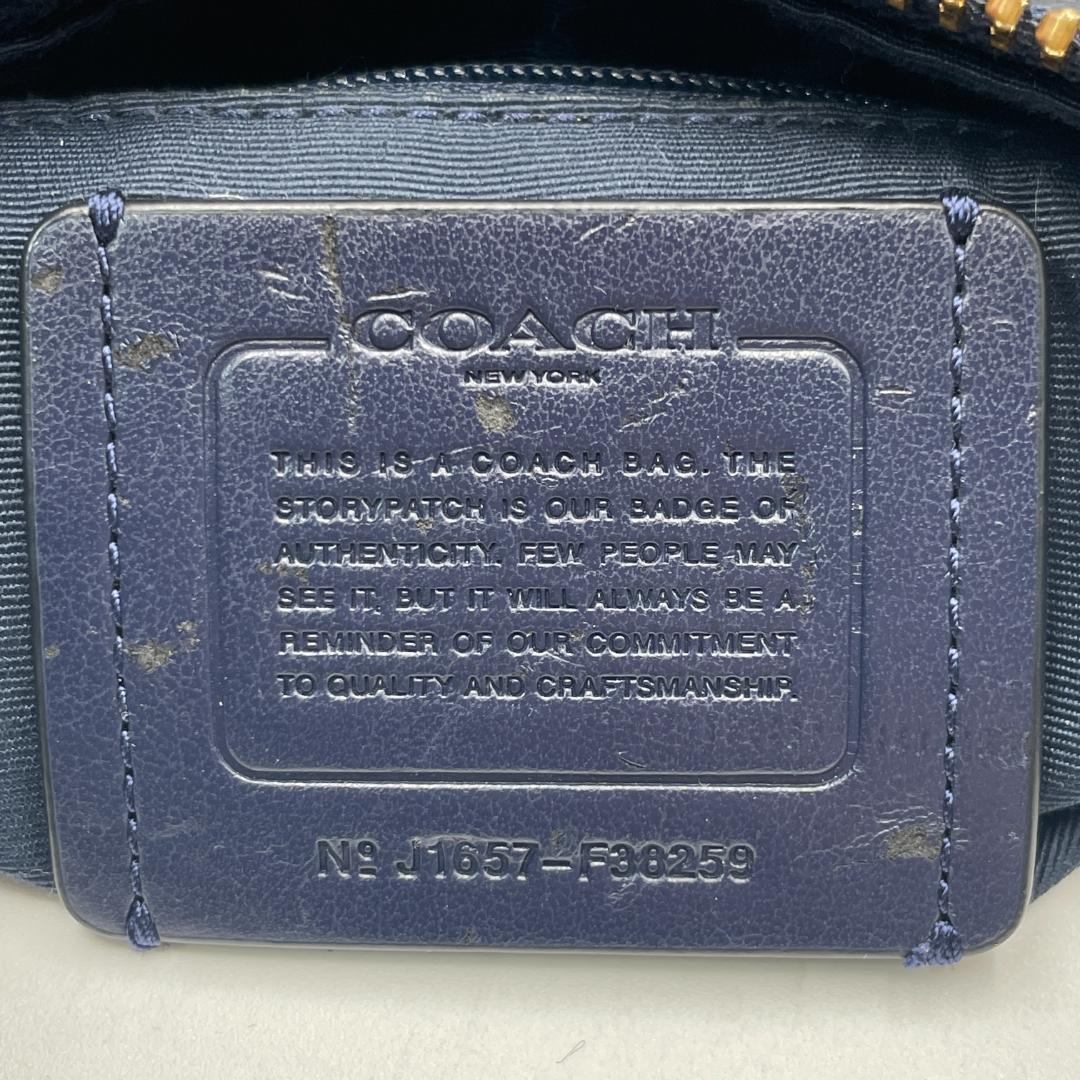 COACH
NEW YORK
THIS IS A COACH BAG. THE
STORYPATCH IS OUR BADGE OF
AUTHENTICITY. FEW PEOPLE MAY
SEE IT, BUT IT WILL ALWAYS BE A
REMINDER OF OUR COMMITMENT
TO QUALITY AND CRAFTSMANSHIP.
Nº J1657-F38259